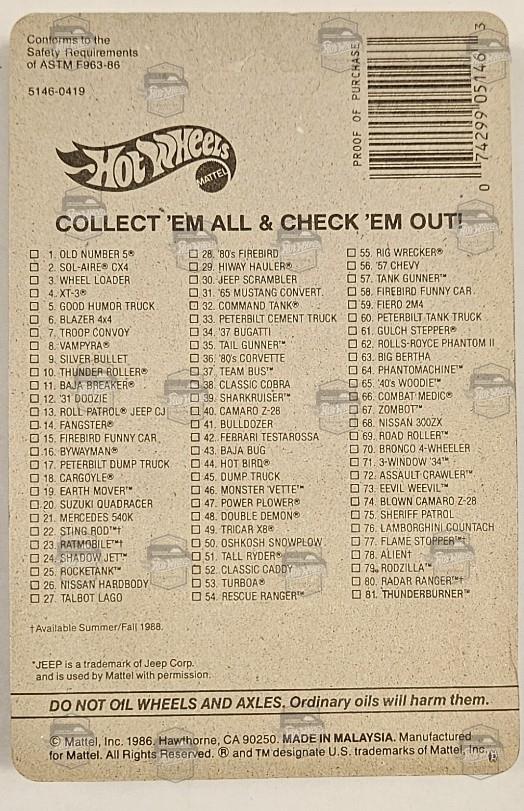 Conforms to the
Safety Requirements
of ASTM F963-86
5146-0419
PROOF OF PURCHASE
0 74299 05146 3
Hot Wheels
MATTEL
COLLECT 'EM ALL & CHECK 'EM OUT!
1. OLD NUMBER 5®
2. SOL-AIRE® CX4
3. WHEEL LOADER
4. XT-3®
5. GOOD HUMOR TRUCK
6. BLAZER 4x4
7. TROOP CONVOY
8. VAMPYRA®
9. SILVER BULLET
10. THUNDER ROLLER®
11. BAJA BREAKER®
12. '31 DOOZIE
13. ROLL PATROL® JEEP CJ
14. FANGSTER®
15. FIREBIRD FUNNY CAR
16. BYWAYMAN®
17. PETERBILT DUMP TRUCK
18. CARGOYLE®
19. EARTH MOVER™
20. SUZUKI QUADRACER
21. MERCEDES 540K
22. STING ROD™†
23. RATMOBILE™†
24. SHADOW JET™
25. ROCKETANK™
26. NISSAN HARDBODY
27. TALBOT LAGO
28. '80s FIREBIRD
29. HIWAY HAULER®
30. JEEP SCRAMBLER
31. '65 MUSTANG CONVERT.
32. COMMAND TANK®
33. PETERBILT CEMENT TRUCK
34. '37 BUGATTI
35. TAIL GUNNER™
36. '80s CORVETTE
37. TEAM BUS™
38. CLASSIC COBRA
39. SHARKRUISER™
40. CAMARO Z-28
41. BULLDOZER
42. FERRARI TESTAROSSA
43. BAJA BUG
44. HOT BIRD®
45. DUMP TRUCK
46. MONSTER 'VETTE™
47. POWER PLOWER®
48. DOUBLE DEMON®
49. TRICAR X8®
50. OSHKOSH SNOWPLOW
51. TALL RYDER®
52. CLASSIC CADDY
53. TURBOA®
54. RESCUE RANGER™
55. RIG WRECKER®
56. '57 CHEVY
57. TANK GUNNER™
58. FIREBIRD FUNNY CAR
59. FIERO 2M4
60. PETERBILT TANK TRUCK
61. GULCH STEPPER®
62. ROLLS-ROYCE PHANTOM II
63. BIG BERTHA
64. PHANTOMACHINE™
65. '40's WOODIE™
66. COMBAT MEDIC®
67. ZOMBOT™
68. NISSAN 300ZX
69. ROAD ROLLER™
70. BRONCO 4-WHEELER
71. 3-WINDOW '34™
72. ASSAULT CRAWLER™
73. EEVIL WEEVIL™
74. BLOWN CAMARO Z-28
75. SHERIFF PATROL
76. LAMBORGHINI COUNTACH
77. FLAME STOPPER™†
78. ALIEN†
79. RODZILLA™
80. RADAR RANGER™†
81. THUNDERBURNER™
†Available Summer/Fall 1988.
*JEEP is a trademark of Jeep Corp.
and is used by Mattel with permission.
DO NOT OIL WHEELS AND AXLES. Ordinary oils will harm them.
© Mattel, Inc. 1986. Hawthorne, CA 90250. MADE IN MALAYSIA. Manufactured
for Mattel. All Rights Reserved. ® and TM designate U.S. trademarks of Mattel, Inc.